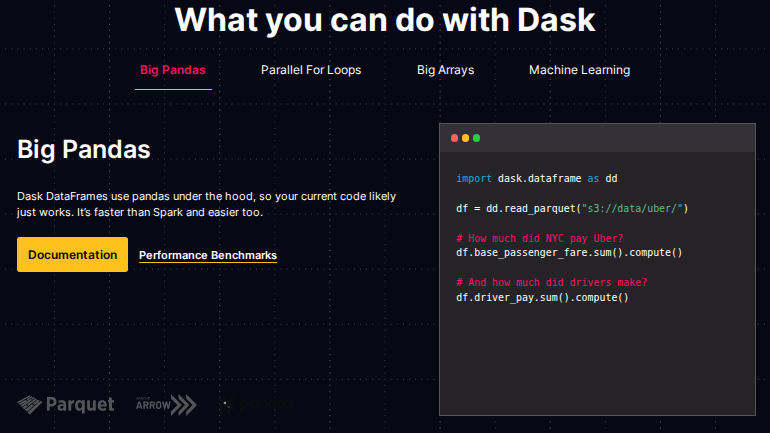 What you can do with Dask
Big Pandas
Parallel For Loops
Big Arrays
Machine Learning
Big Pandas
Dask DataFrames use pandas under the hood, so your current code likely
just works. It's faster than Spark and easier too.
Documentation
Performance Benchmarks
import dask.dataframe as dd
df = dd.read_parquet("s3://data/uber/")
# How much did NYC pay Uber?
df.base_passenger_fare.sum().compute()
# And how much did drivers make?
df.driver_pay.sum().compute()
Parquet
ARROW